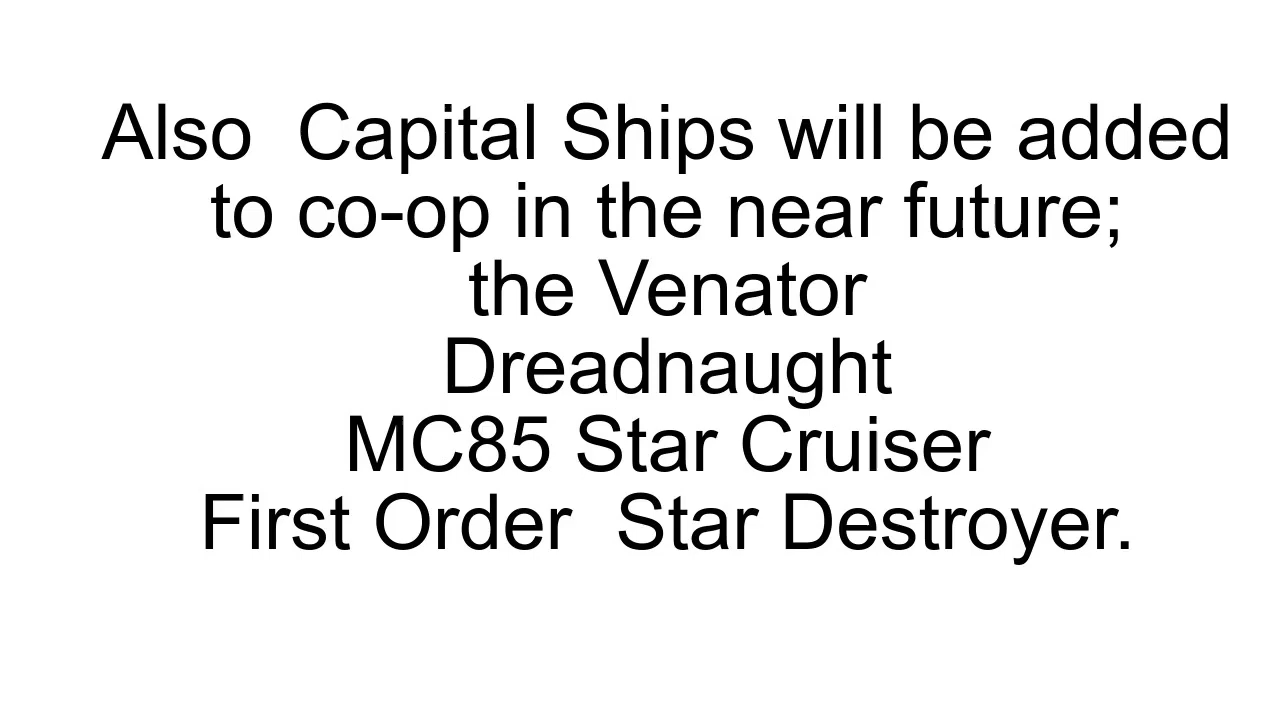 Also  Capital Ships will be added
to co-op in the near future;
the Venator
Dreadnaught
MC85 Star Cruiser
First Order  Star Destroyer.